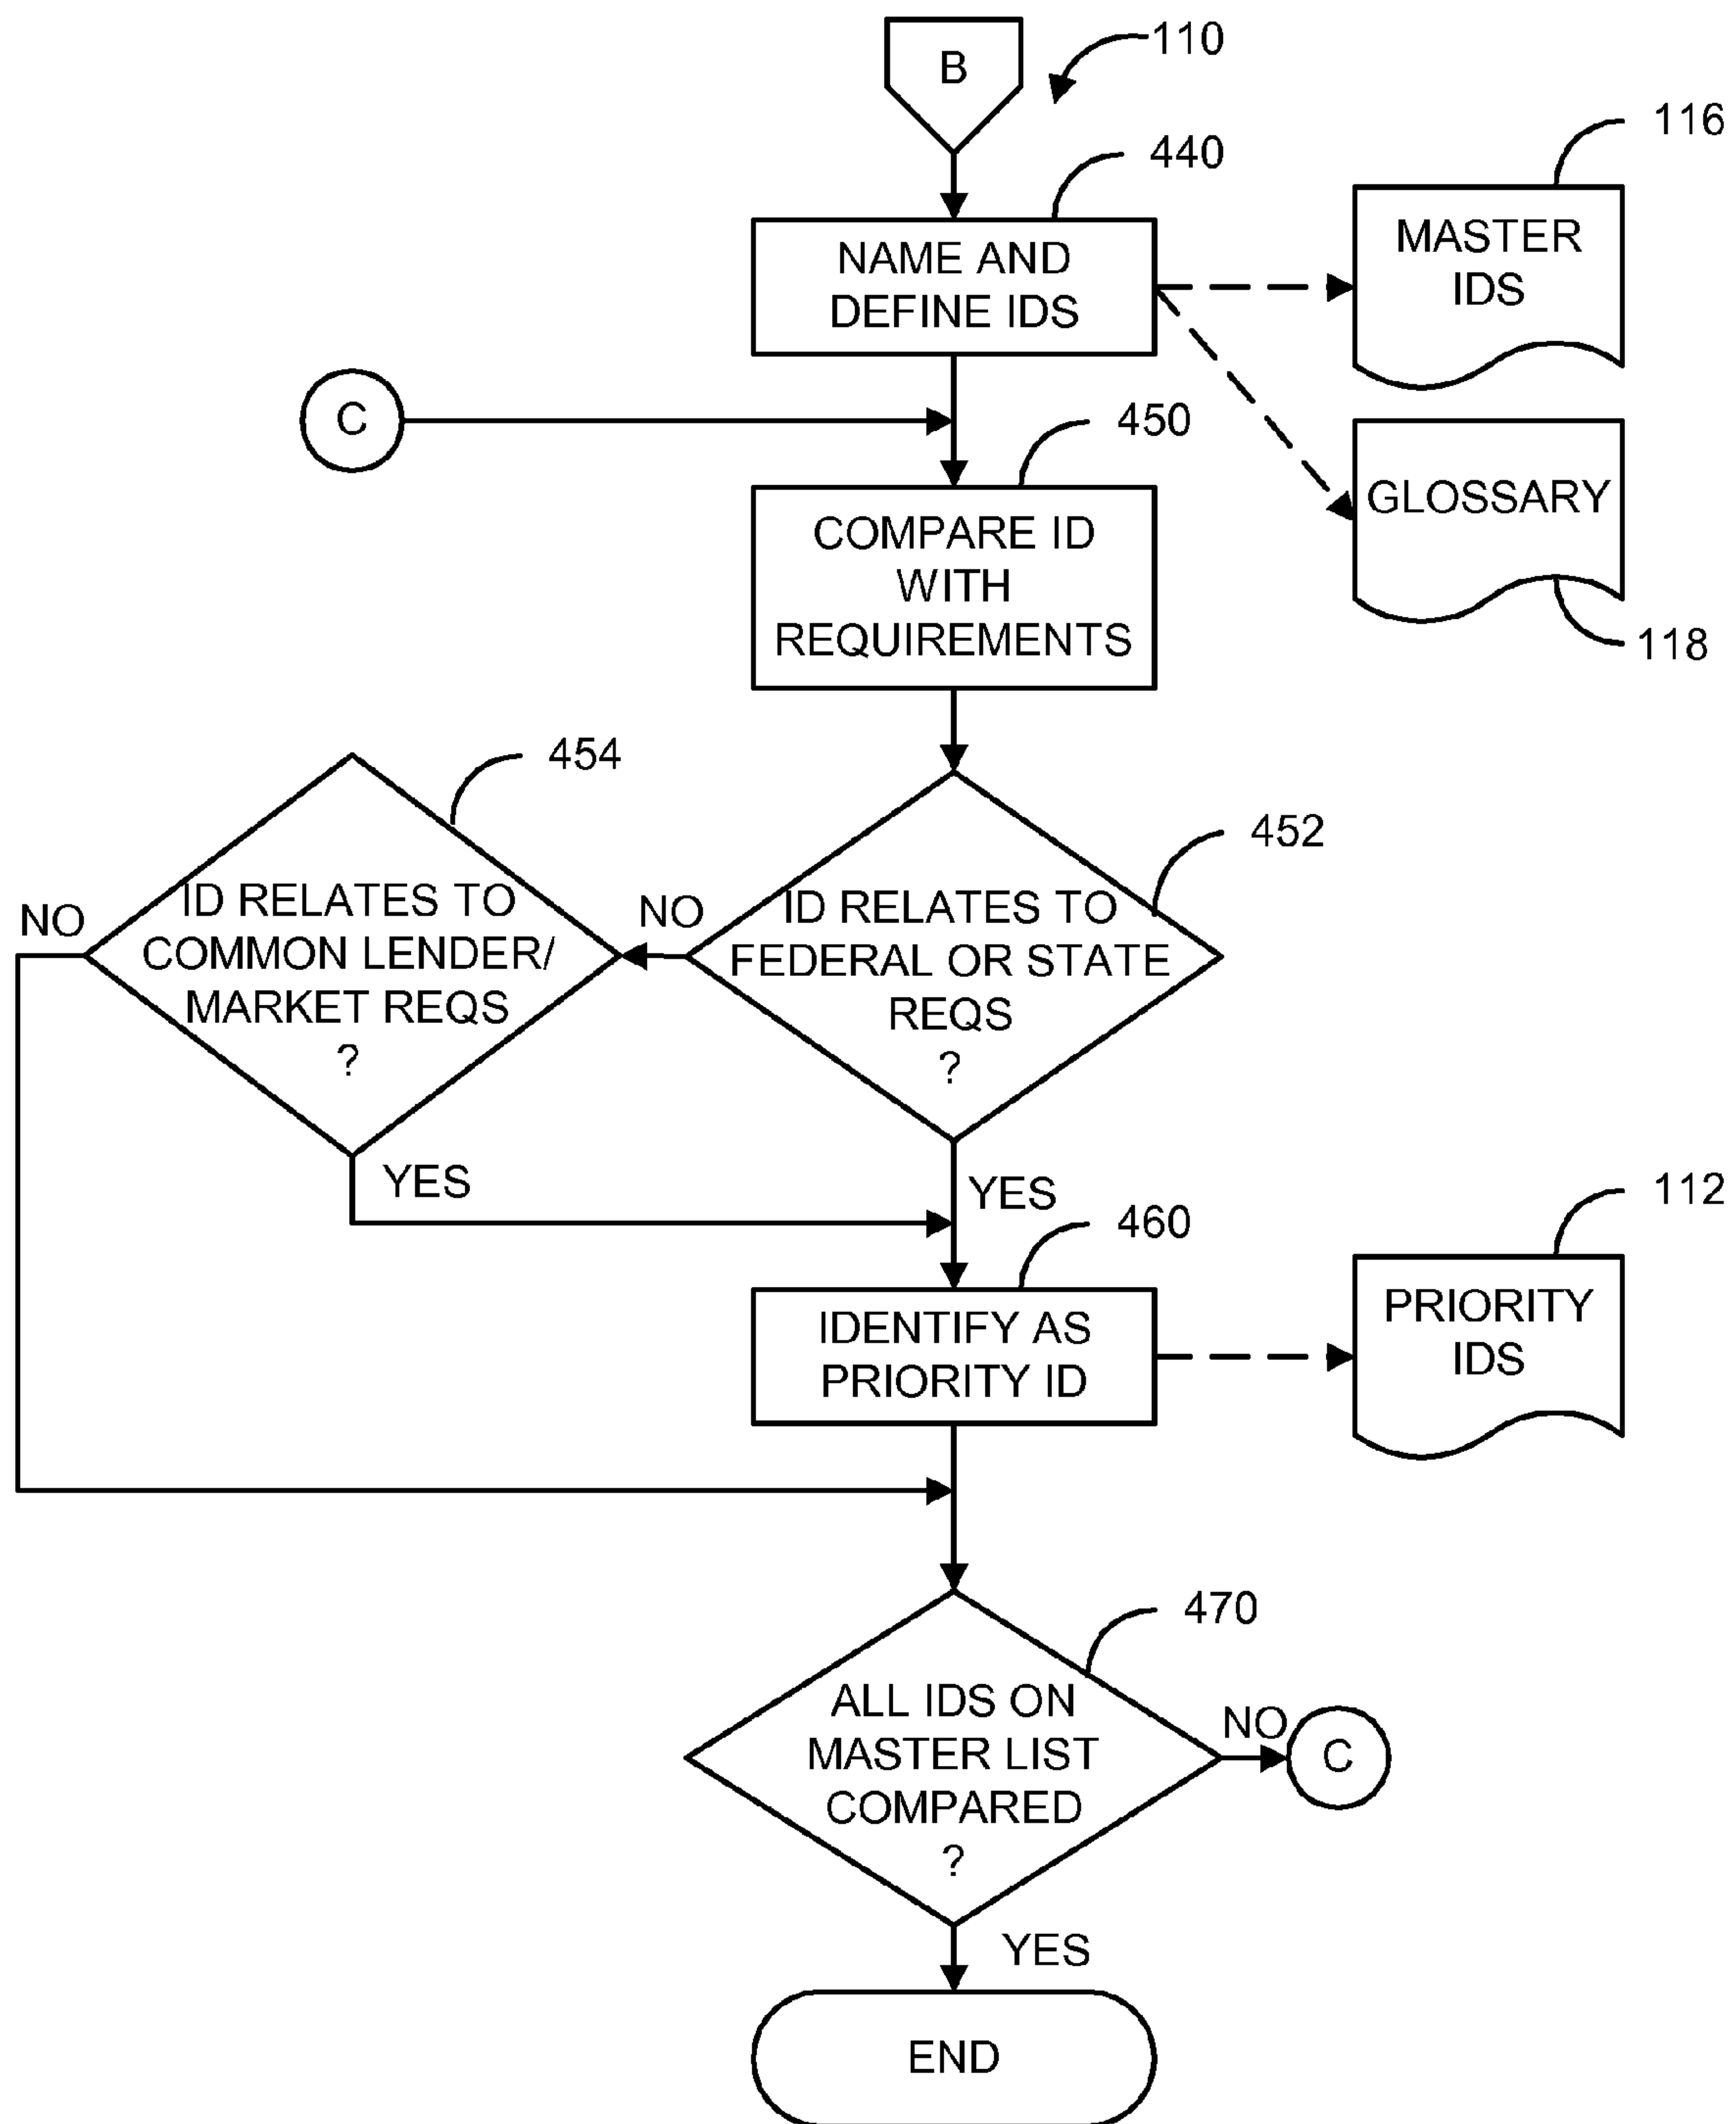 B
110
440
116
NAME AND
DEFINE IDS
MASTER
IDS
C
450
GLOSSARY
118
COMPARE ID
WITH
REQUIREMENTS
454
452
NO
ID RELATES TO
COMMON LENDER/
MARKET REQS
?
NO
ID RELATES TO
FEDERAL OR STATE
REQS
?
YES
YES
460
112
IDENTIFY AS
PRIORITY ID
PRIORITY
IDS
470
ALL IDS ON
MASTER LIST
COMPARED
?
NO
C
YES
END